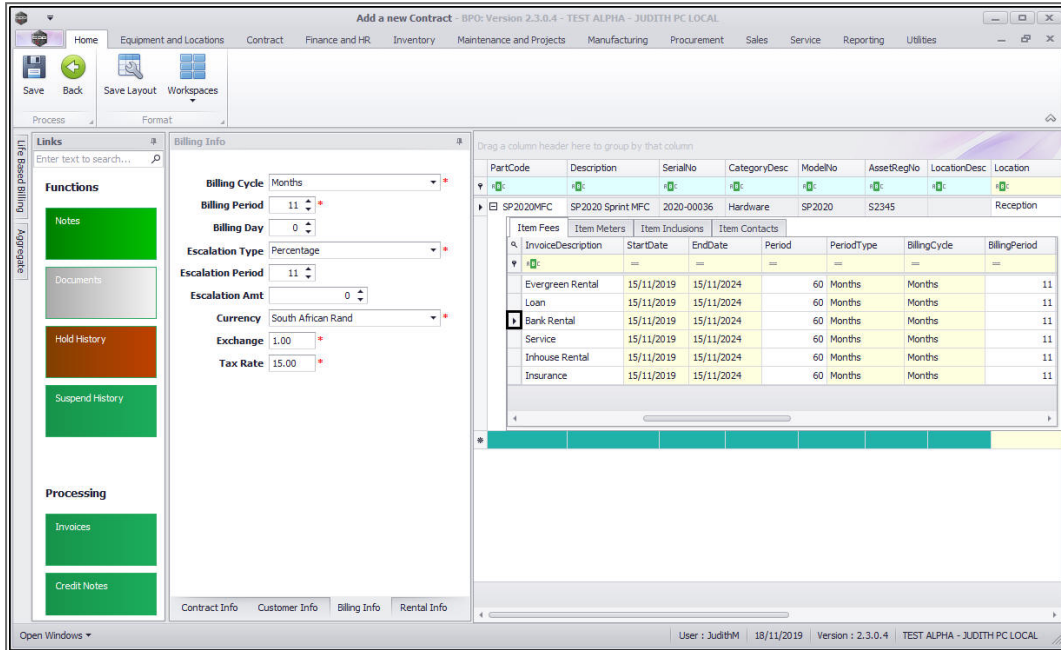 Add a new Contract - BPO: Version 2.3.0.4 - TEST ALPHA - JUDITH PC LOCAL
Home Equipment and Locations Contract Finance and HR Inventory Maintenance and Projects Manufacturing Procurement Sales Service Reporting Utilities
Save Back Save Layout Workspaces
Process Format
Life Based Billing
Aggregate
Links
Enter text to search...
Functions
Notes
Documents
Hold History
Suspend History
Processing
Invoices
Credit Notes
Billing Info
Billing Cycle Months *
Billing Period 11 *
Billing Day 0
Escalation Type Percentage *
Escalation Period 11
Escalation Amt 0
Currency South African Rand *
Exchange 1.00 *
Tax Rate 15.00 *
Contract Info Customer Info Billing Info Rental Info
Drag a column header here to group by that column
PartCode Description SerialNo CategoryDesc ModelNo AssetRegNo LocationDesc Location
SP2020MFC SP2020 Sprint MFC 2020-00036 Hardware SP2020 S2345 Reception
Item Fees Item Meters Item Indusions Item Contacts
InvoiceDescription StartDate EndDate Period PeriodType BillingCycle BillingPeriod
= = = = = =
Evergreen Rental 15/11/2019 15/11/2024 60 Months Months 11
Loan 15/11/2019 15/11/2024 60 Months Months 11
Bank Rental 15/11/2019 15/11/2024 60 Months Months 11
Service 15/11/2019 15/11/2024 60 Months Months 11
Inhouse Rental 15/11/2019 15/11/2024 60 Months Months 11
Insurance 15/11/2019 15/11/2024 60 Months Months 11
Open Windows
User : JudithM 18/11/2019 Version : 2.3.0.4 TEST ALPHA - JUDITH PC LOCAL